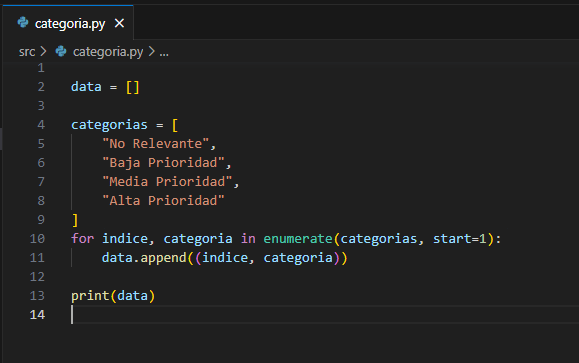 categoria.py
src > categoria.py > ...
1
2 data = []
3
4 categorias = [
5     "No Relevante",
6     "Baja Prioridad",
7     "Media Prioridad",
8     "Alta Prioridad"
9 ]
10 for indice, categoria in enumerate(categorias, start=1):
11     data.append((indice, categoria))
12
13 print(data)
14